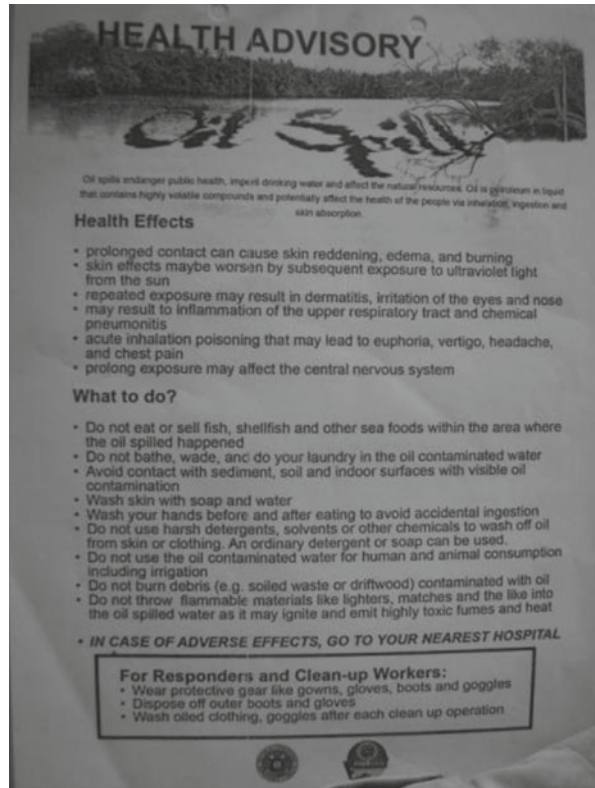 HEALTH ADVISORY
Oil Spill
Oil spills endanger public health, imperil drinking water and affect the natural resources. Oil is petroleum in liquid
that contains highly volatile compounds and potentially affect the health of the people via inhalation, ingestion and
skin absorption.
Health Effects
• prolonged contact can cause skin reddening, edema, and burning
• skin effects maybe worsen by subsequent exposure to ultraviolet light
from the sun
• repeated exposure may result in dermatitis, irritation of the eyes and nose
• may result to inflammation of the upper respiratory tract and chemical
pneumonitis
• acute inhalation poisoning that may lead to euphoria, vertigo, headache,
and chest pain
• prolong exposure may affect the central nervous system
What to do?
• Do not eat or sell fish, shellfish and other sea foods within the area where
the oil spilled happened
• Do not bathe, wade, and do your laundry in the oil contaminated water
• Avoid contact with sediment, soil and indoor surfaces with visible oil
contamination
• Wash skin with soap and water
• Wash your hands before and after eating to avoid accidental ingestion
• Do not use harsh detergents, solvents or other chemicals to wash off oil
from skin or clothing. An ordinary detergent or soap can be used.
• Do not use the oil contaminated water for human and animal consumption
including irrigation
• Do not burn debris (e.g. soiled waste or driftwood) contaminated with oil
• Do not throw flammable materials like lighters, matches and the like into
the oil spilled water as it may ignite and emit highly toxic fumes and heat
• IN CASE OF ADVERSE EFFECTS, GO TO YOUR NEAREST HOSPITAL
For Responders and Clean-up Workers:
• Wear protective gear like gowns, gloves, boots and goggles
• Dispose off outer boots and gloves
• Wash oiled clothing, goggles after each clean up operation